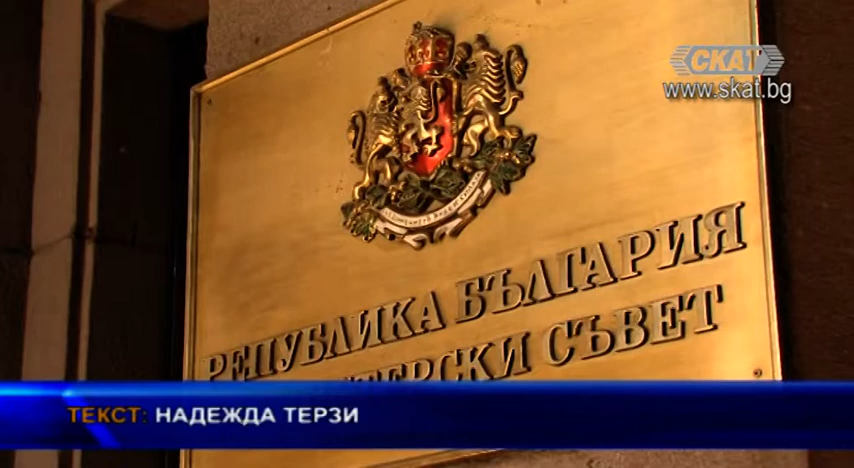 СКАТ
www.skat.bg
РЕПУБЛИКА БЪЛГАРИЯ
СЪВЕТ
ТЕКСТ: НАДЕЖДА ТЕРЗИ